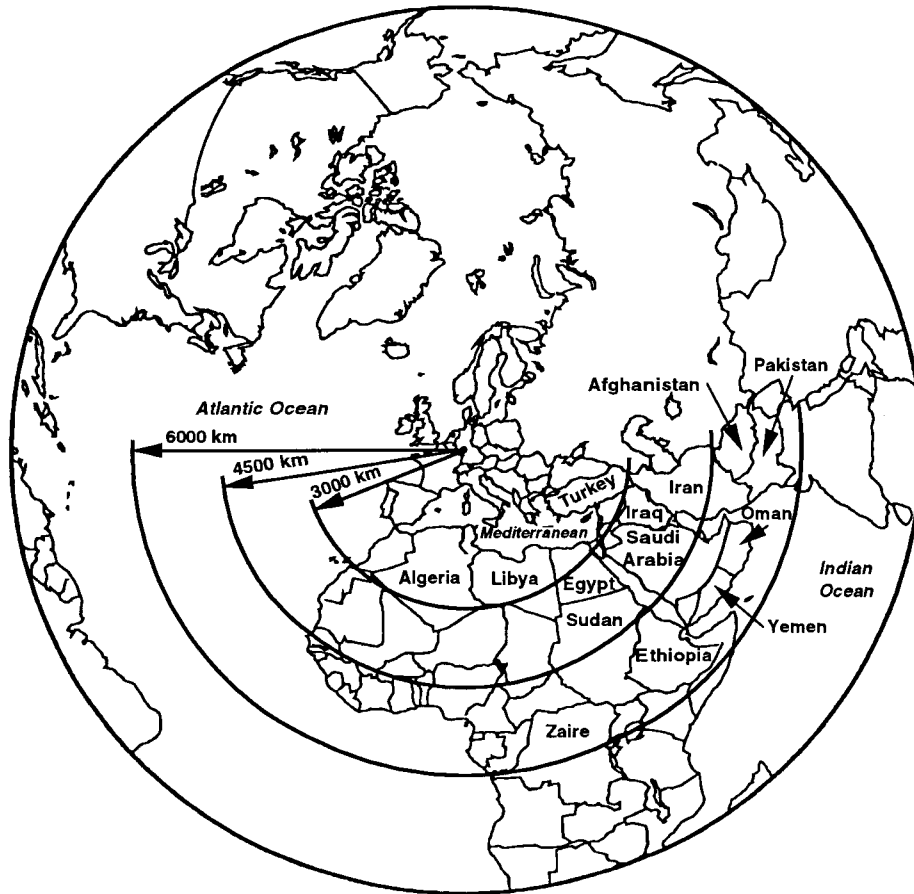 Pakistan
Afghanistan
Atlantic Ocean
6000 km
4500 km
3000 km
Turkey
Iran
Iraq
Oman
Mediterranean
Saudi
Arabia
Algeria
Libya
Egypt
Indian
Ocean
Sudan
Yemen
Ethiopia
Zaire